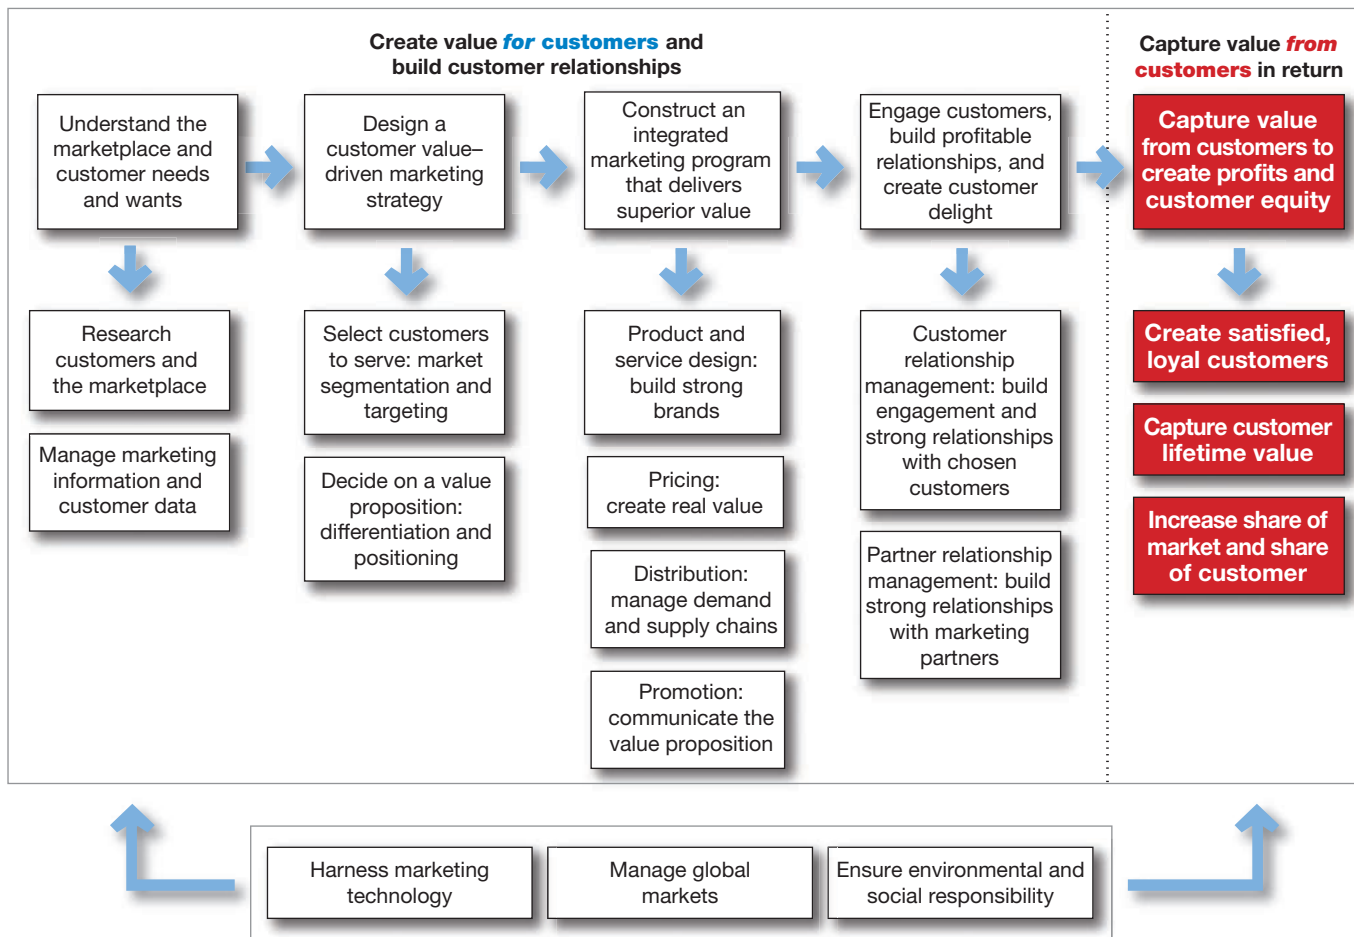 Create value for customers and
build customer relationships
Capture value from
customers in return
Understand the
marketplace and
customer needs
and wants
Design a
customer value–
driven marketing
strategy
Construct an
integrated
marketing program
that delivers
superior value
Engage customers,
build profitable
relationships, and
create customer
delight
Capture value
from customers to
create profits and
customer equity
Research
customers and
the marketplace
Manage marketing
information and
customer data
Select customers
to serve: market
segmentation and
targeting
Decide on a value
proposition:
differentiation and
positioning
Product and
service design:
build strong
brands
Pricing:
create real value
Distribution:
manage demand
and supply chains
Promotion:
communicate the
value proposition
Customer
relationship
management: build
engagement and
strong relationships
with chosen
customers
Partner relationship
management: build
strong relationships
with marketing
partners
Create satisfied,
loyal customers
Capture customer
lifetime value
Increase share of
market and share
of customer
Harness marketing
technology
Manage global
markets
Ensure environmental and
social responsibility